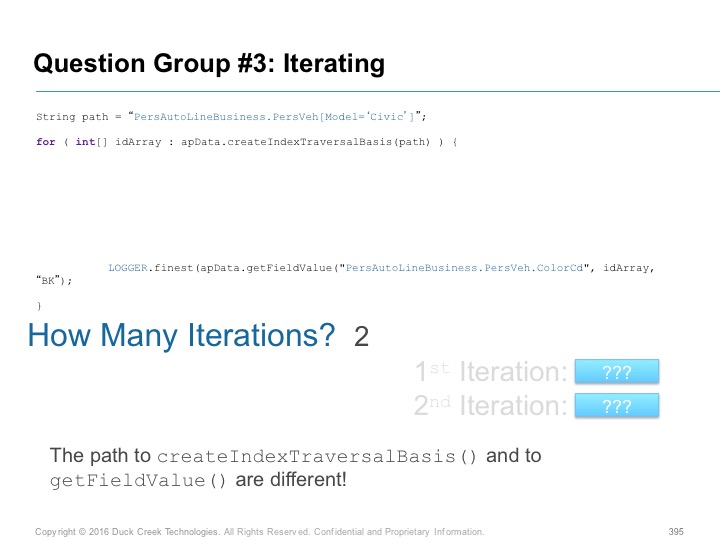 Question Group #3: Iterating
String path = “PersAutoLineBusiness.PersVeh[Model=‘Civic’]”;
for ( int[] idArray : apData.createIndexTraversalBasis(path) ) {
LOGGER.finest(apData.getFieldValue("PersAutoLineBusiness.PersVeh.ColorCd", idArray,
“BK”);
}
How Many Iterations? 2
1st Iteration: ???
2nd Iteration: ???
The path to createIndexTraversalBasis() and to
getFieldValue() are different!
Copyright © 2016 Duck Creek Technologies. All Rights Reserved. Confidential and Proprietary Information. 395